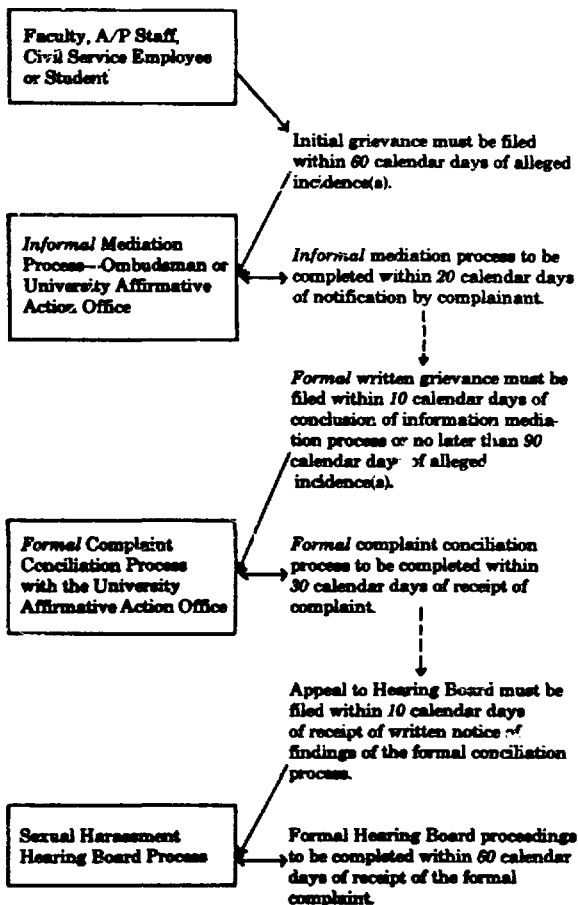 Faculty, A/P Staff,
Civil Service Employee
or Student
Initial grievance must be filed
within 60 calendar days of alleged
incidence(s).
Informal Mediation
Process—Ombudsman or
University Affirmative
Action Office
Informal mediation process to be
completed within 20 calendar days
of notification by complainant.
Formal written grievance must be
filed within 10 calendar days of
conclusion of information media-
tion process or no later than 90
calendar days of alleged
incidence(s).
Formal Complaint
Conciliation Process
with the University
Affirmative Action Office
Formal complaint conciliation
process to be completed within
30 calendar days of receipt of
complaint.
Appeal to Hearing Board must be
filed within 10 calendar days
of receipt of written notice of
findings of the formal conciliation
process.
Sexual Harassment
Hearing Board Process
Formal Hearing Board proceedings
to be completed within 60 calendar
days of receipt of the formal
complaint.